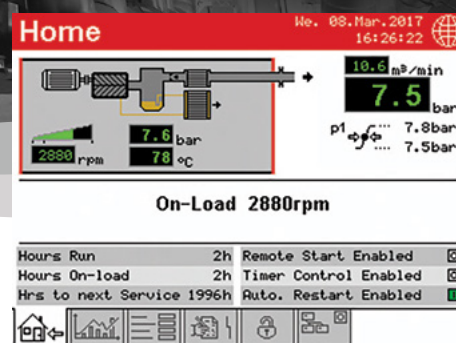 Home
We. 08.Mar.2017
16:26:22
10.6 m³/min
7.5 bar
p1 7.8bar
7.5bar
7.6 bar
2880 rpm
78 °C
On-Load 2880rpm
Hours Run 2h Remote Start Enabled
Hours On-load 2h Timer Control Enabled
Hrs to next Service 1996h Auto. Restart Enabled